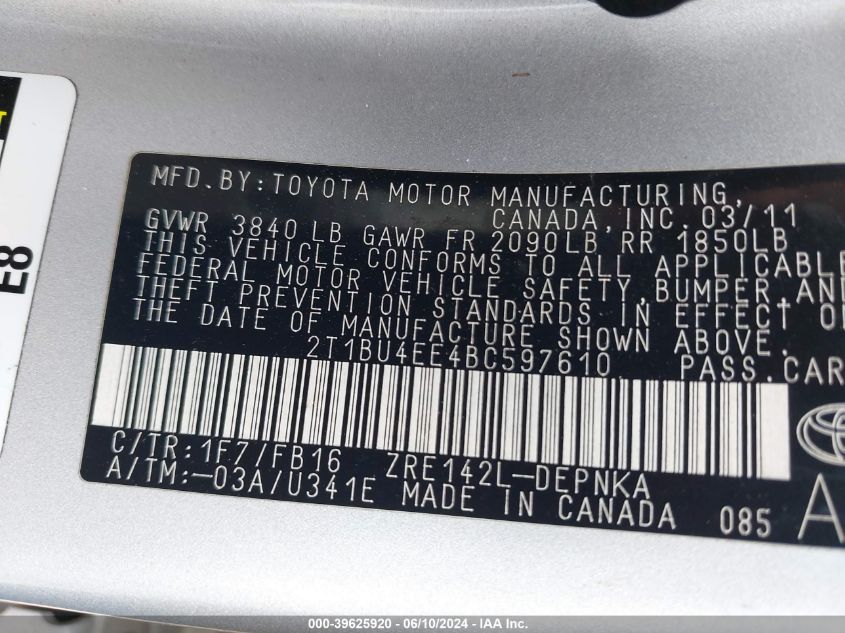 MFD.BY:TOYOTA MOTOR MANUFACTURING,
CANADA, INC. 03/11
GVWR 3840 LB GAWR FR 2090LB RR 1850LB
THIS VEHICLE CONFORMS TO ALL APPLICABLE
FEDERAL MOTOR VEHICLE SAFETY, BUMPER, AND
THEFT PREVENTION STANDARDS IN EFFECT O
THE DATE OF MANUFACTURE SHOWN ABOVE.
2T1BU4EE4BC597610 PASS.CAR
C/TR:1F7/FB16 ZRE142L-DEPNKA
A/TM:-03A/U341E MADE IN CANADA 085 A
E8
000-39625920 - 06/10/2024 - IAA Inc.